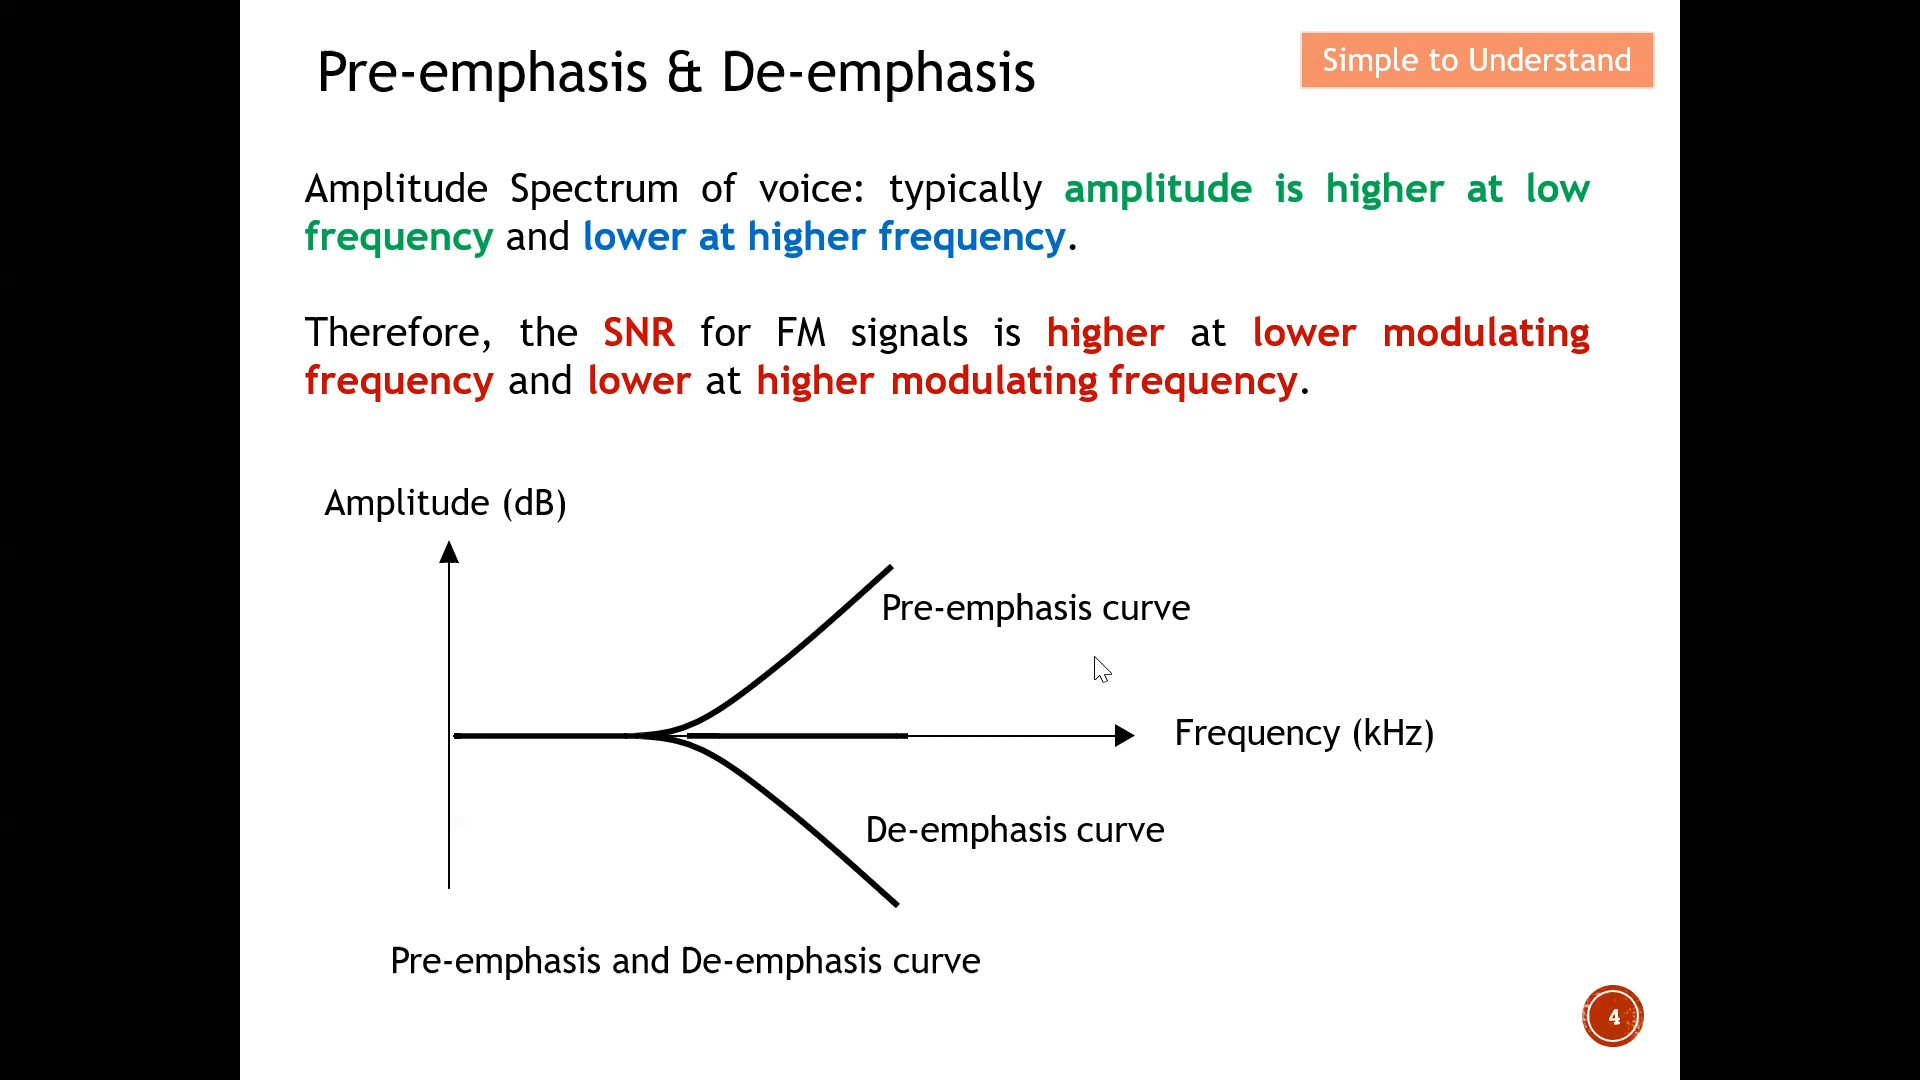 Pre-emphasis & De-emphasis
Simple to Understand
Amplitude Spectrum of voice: typically amplitude is higher at low
frequency and lower at higher frequency.
Therefore, the SNR for FM signals is higher at lower modulating
frequency and lower at higher modulating frequency.
Amplitude (dB)
Pre-emphasis curve
Frequency (kHz)
De-emphasis curve
Pre-emphasis and De-emphasis curve
4